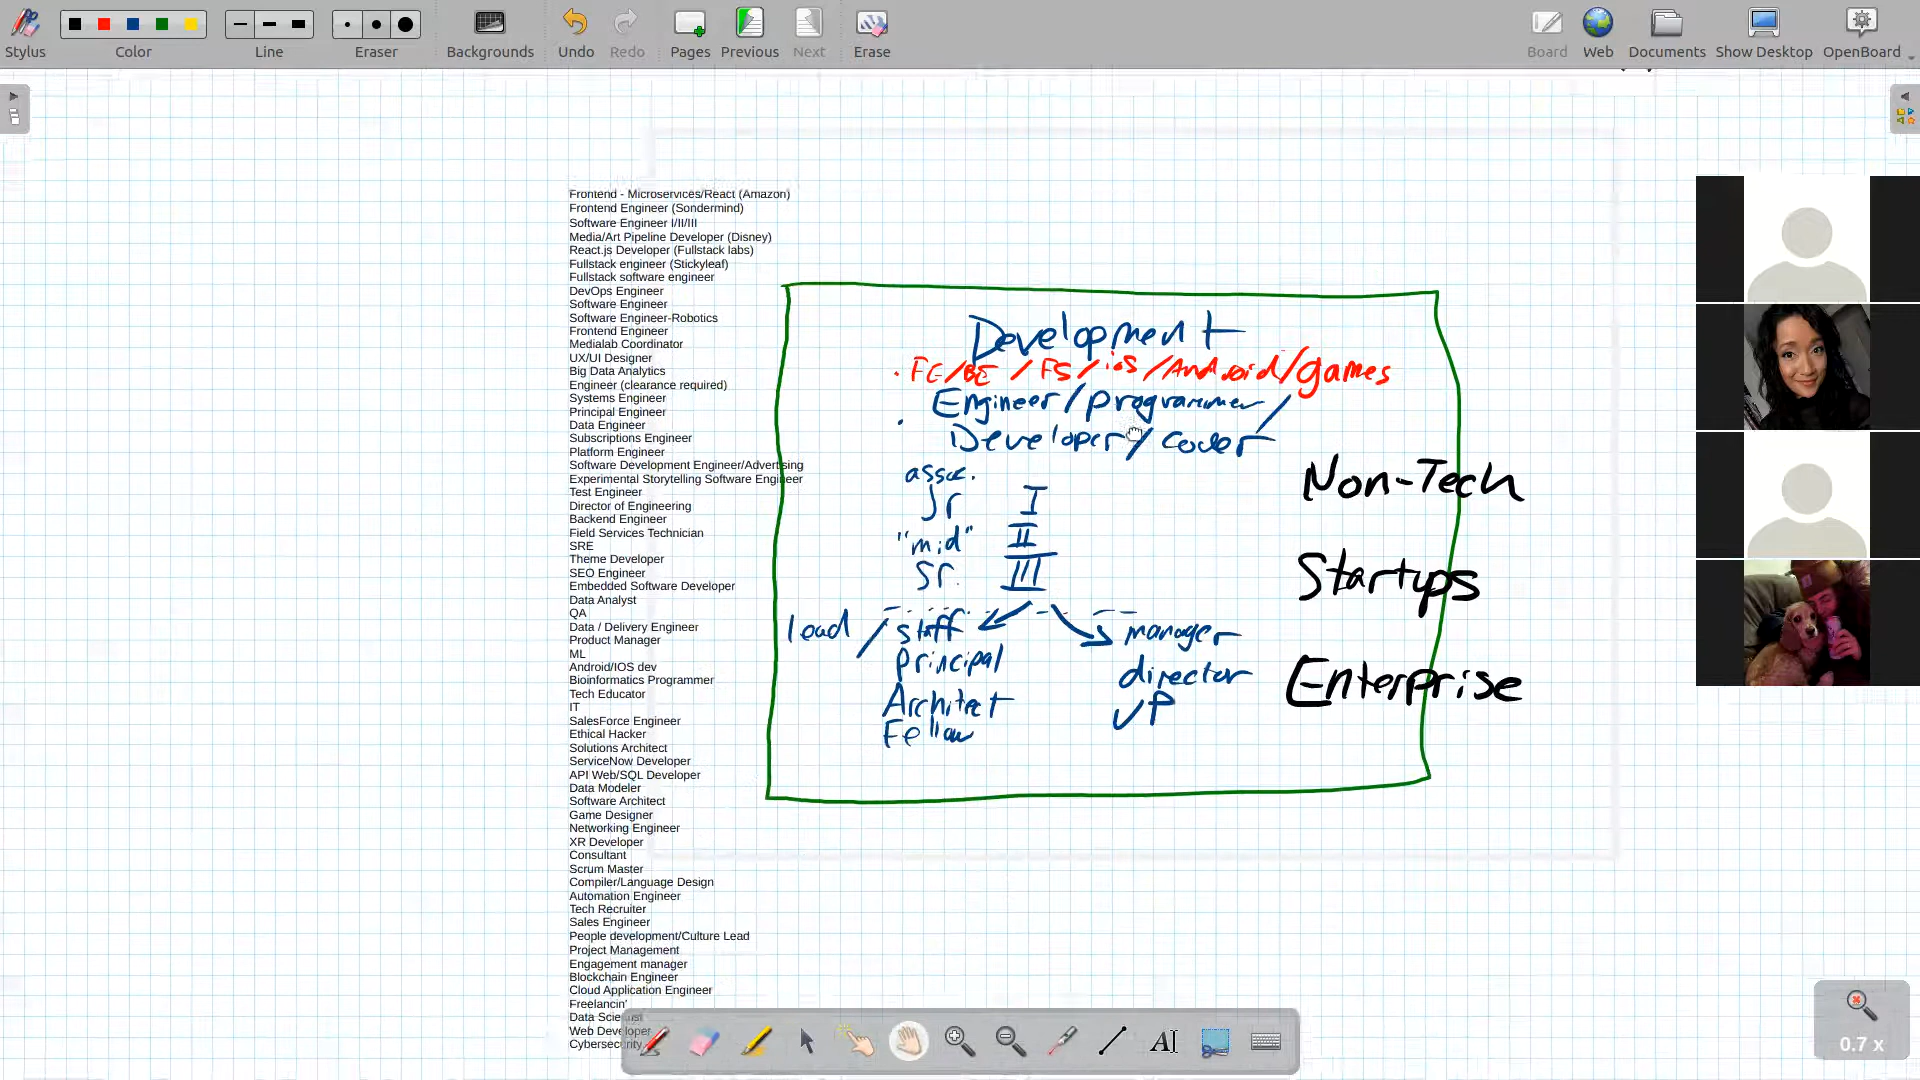 Stylus
Color
Line
Eraser
Backgrounds
Undo
Redo
Pages
Previous
Next
Erase
Board
Web
Documents
Show Desktop
OpenBoard
Frontend - Microservices/React (Amazon)
Frontend Engineer (Sondermind)
Software Engineer I/II/III
Media/Art Pipeline Developer (Disney)
React.js Developer (Fullstack labs)
Fullstack engineer (Stickyleaf)
Fullstack software engineer
DevOps Engineer
Software Engineer
Software Engineer-Robotics
Frontend Engineer
Medialab Coordinator
UX/UI Designer
Big Data Analytics
Engineer (clearance required)
Systems Engineer
Principal Engineer
Data Engineer
Subscriptions Engineer
Platform Engineer
Software Development Engineer/Advertising
Experimental Storytelling Software Engineer
Test Engineer
Director of Engineering
Backend Engineer
Field Services Technician
SRE
Theme Developer
SEO Engineer
Embedded Software Developer
Data Analyst
QA
Data / Delivery Engineer
Product Manager
ML
Android/IOS dev
Bioinformatics Programmer
Tech Educator
IT
SalesForce Engineer
Ethical Hacker
Solutions Architect
ServiceNow Developer
API Web/SQL Developer
Data Modeler
Software Architect
Game Designer
Networking Engineer
XR Developer
Consultant
Scrum Master
Compiler/Language Design
Automation Engineer
Tech Recruiter
Sales Engineer
People development/Culture Lead
Project Management
Engagement manager
Blockchain Engineer
Cloud Application Engineer
Freelancin'
Data Scientist
Web Developer
Cybersecurity
Development
· FE/BE/FS/iOS/Android/games
· Engineer/programmer/
Developer/coder
assoc.
Jr I
"mid" II
Sr. III
lead / staff
principal
Architect
Fellow
manager
director
VP
Non-Tech
Startups
Enterprise
0.7 x